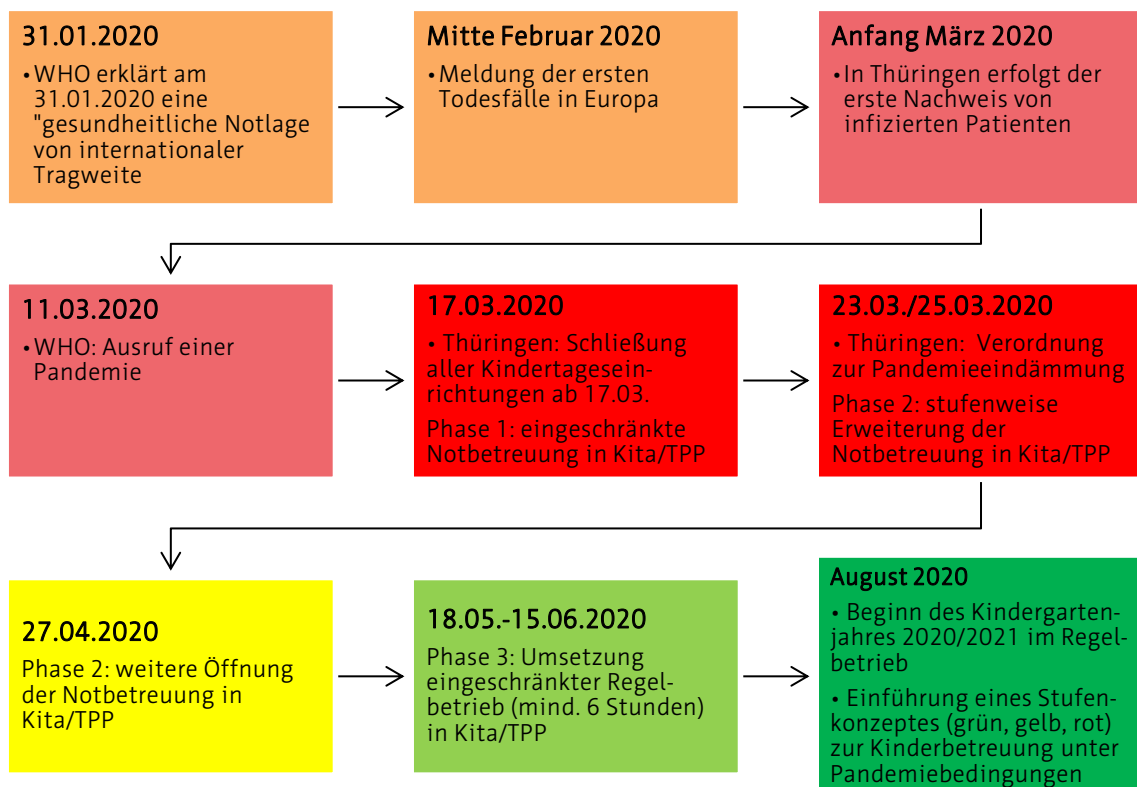 31.01.2020
• WHO erklärt am
31.01.2020 eine
"gesundheitliche Notlage
von internationaler
Tragweite
Mitte Februar 2020
• Meldung der ersten
Todesfälle in Europa
Anfang März 2020
• In Thüringen erfolgt der
erste Nachweis von
infizierten Patienten
11.03.2020
• WHO: Ausruf einer
Pandemie
17.03.2020
• Thüringen: Schließung
aller Kindertagesein-
richtungen ab 17.03.
Phase 1: eingeschränkte
Notbetreuung in Kita/TPP
23.03./25.03.2020
• Thüringen: Verordnung
zur Pandemieeindämmung
Phase 2: stufenweise
Erweiterung der
Notbetreuung in Kita/TPP
27.04.2020
Phase 2: weitere Öffnung
der Notbetreuung in
Kita/TPP
18.05.-15.06.2020
Phase 3: Umsetzung
eingeschränkter Regel-
betrieb (mind. 6 Stunden)
in Kita/TPP
August 2020
• Beginn des Kindergarten-
jahres 2020/2021 im Regel-
betrieb
• Einführung eines Stufen-
konzeptes (grün, gelb, rot)
zur Kinderbetreuung unter
Pandemiebedingungen